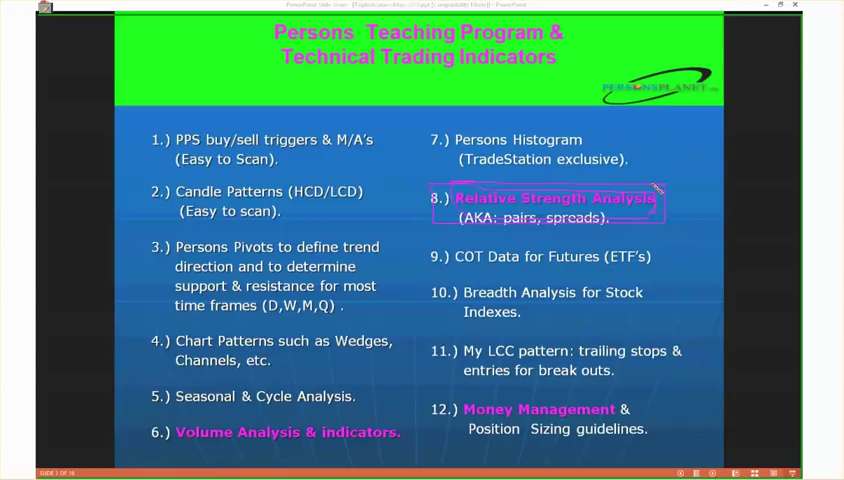 Persons Teaching Program &
Technical Trading Indicators
PERSONSPLANET
1.) PPS buy/sell triggers & M/A's
(Easy to Scan).
2.) Candle Patterns (HCD/LCD)
(Easy to scan).
3.) Persons Pivots to define trend
direction and to determine
support & resistance for most
time frames (D,W,M,Q) .
4.) Chart Patterns such as Wedges,
Channels, etc.
5.) Seasonal & Cycle Analysis.
6.) Volume Analysis & indicators.
7.) Persons Histogram
(TradeStation exclusive).
8.) Relative Strength Analysis
(AKA: pairs, spreads).
9.) COT Data for Futures (ETF's)
10.) Breadth Analysis for Stock
Indexes.
11.) My LCC pattern: trailing stops &
entries for break outs.
12.) Money Management &
Position Sizing guidelines.